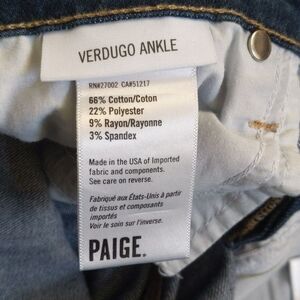 VERDUGO ANKLE
RN#27002 CA#51217
66% Cotton/Coton
22% Polyester
9% Rayon/Rayonne
3% Spandex
Made in the USA of Imported
fabric and components.
See care on reverse.
Fabriqué aux États-Unis à partir
de tissus et composants
importés
Voir le soin sur l'inverse.
PAIGE.